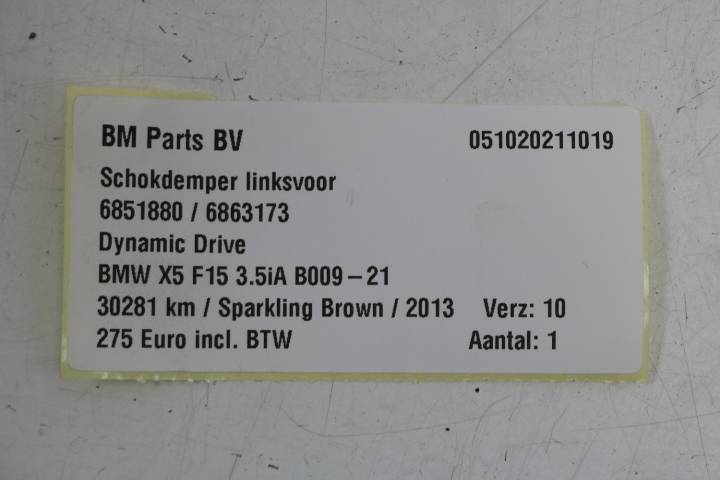 BM Parts BV 051020211019
Schokdemper linksvoor
6851880 / 6863173
Dynamic Drive
BMW X5 F15 3.5iA B009-21
30281 km / Sparkling Brown / 2013 Verz: 10
275 Euro incl. BTW Aantal: 1